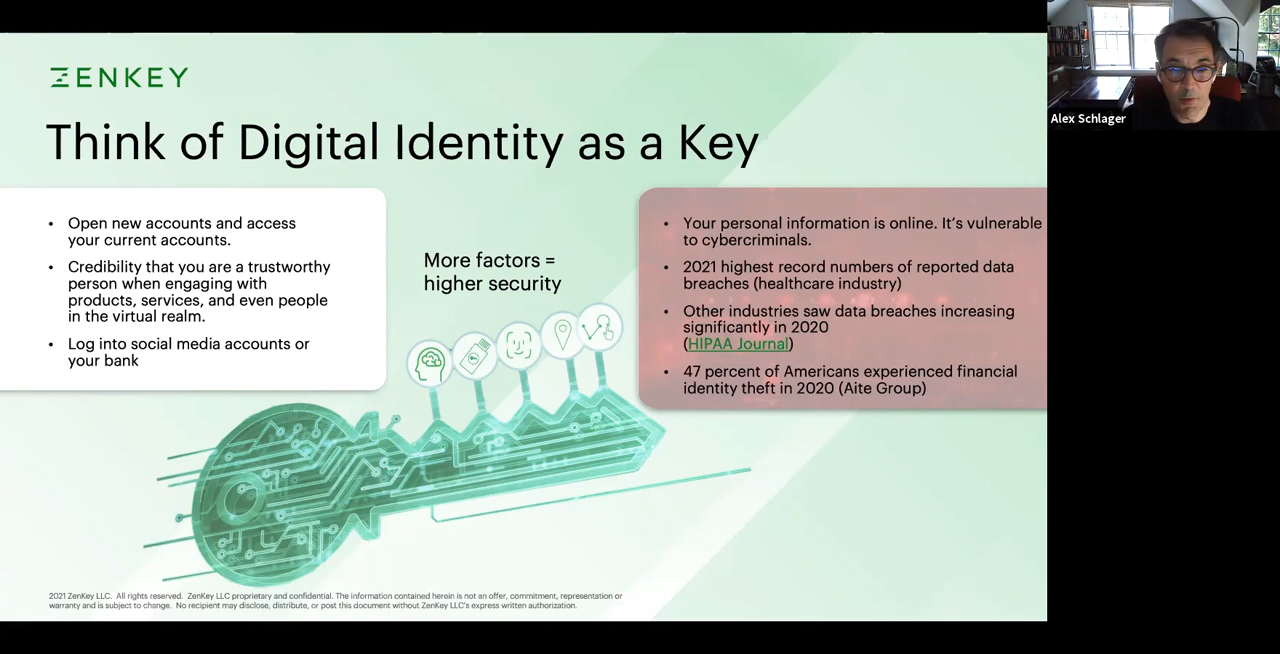 ZENKEY
Think of Digital Identity as a Key
• Open new accounts and access
your current accounts.
• Credibility that you are a trustworthy
person when engaging with
products, services, and even people
in the virtual realm.
• Log into social media accounts or
your bank
More factors =
higher security
• Your personal information is online. It’s vulnerable
to cybercriminals.
• 2021 highest record numbers of reported data
breaches (healthcare industry)
• Other industries saw data breaches increasing
significantly in 2020
(HIPAA Journal)
• 47 percent of Americans experienced financial
identity theft in 2020 (Aite Group)
2021 ZenKey LLC. All rights reserved. ZenKey LLC proprietary and confidential. The information contained herein is not an offer, commitment, representation or
warranty and is subject to change. No recipient may disclose, distribute, or post this document without ZenKey LLC’s express written authorization.
Alex Schlager